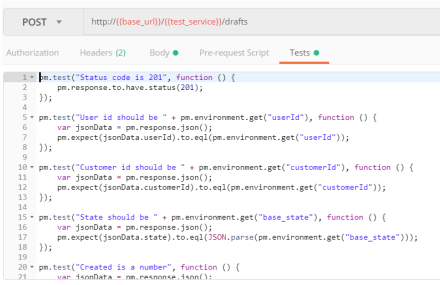 POST http://{{base_url}}/{{test_service}}/drafts
Authorization Headers (2) Body Pre-request Script Tests
1 pm.test("Status code is 201", function () {
2 pm.response.to.have.status(201);
3 });
4
5 pm.test("User id should be " + pm.environment.get("userId"), function () {
6 var jsonData = pm.response.json();
7 pm.expect(jsonData.userId).to.eql(pm.environment.get("userId"));
8 });
9
10 pm.test("Customer id should be " + pm.environment.get("customerId"), function () {
11 var jsonData = pm.response.json();
12 pm.expect(jsonData.customerId).to.eql(pm.environment.get("customerId"));
13 });
14
15 pm.test("State should be " + pm.environment.get("base_state"), function () {
16 var jsonData = pm.response.json();
17 pm.expect(jsonData.state).to.eql(JSON.parse(pm.environment.get("base_state")));
18 });
19
20 pm.test("Created is a number", function () {
21 var jsonData = pm.response.json();